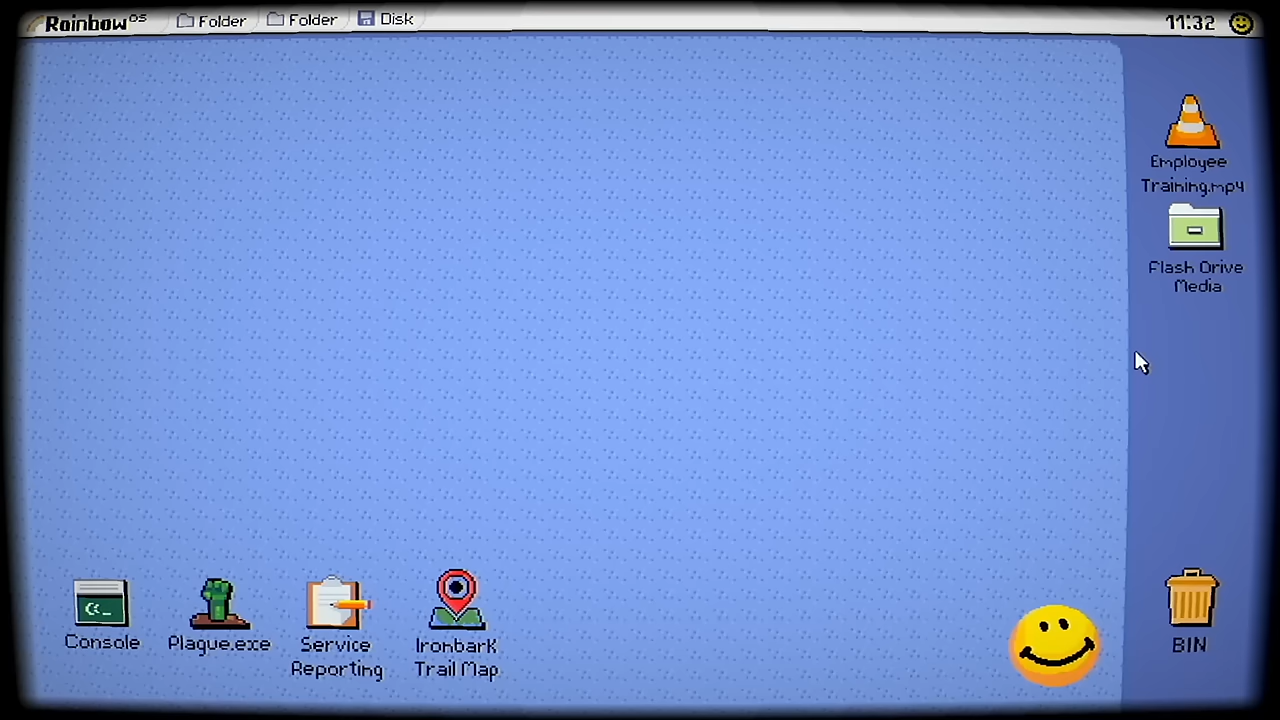 Rainbow OS
Folder
Folder
Disk
11:32
Employee
Training.mp4
Flash Drive
Media
Console
Plague.exe
Service
Reporting
Ironbark
Trail Map
BIN